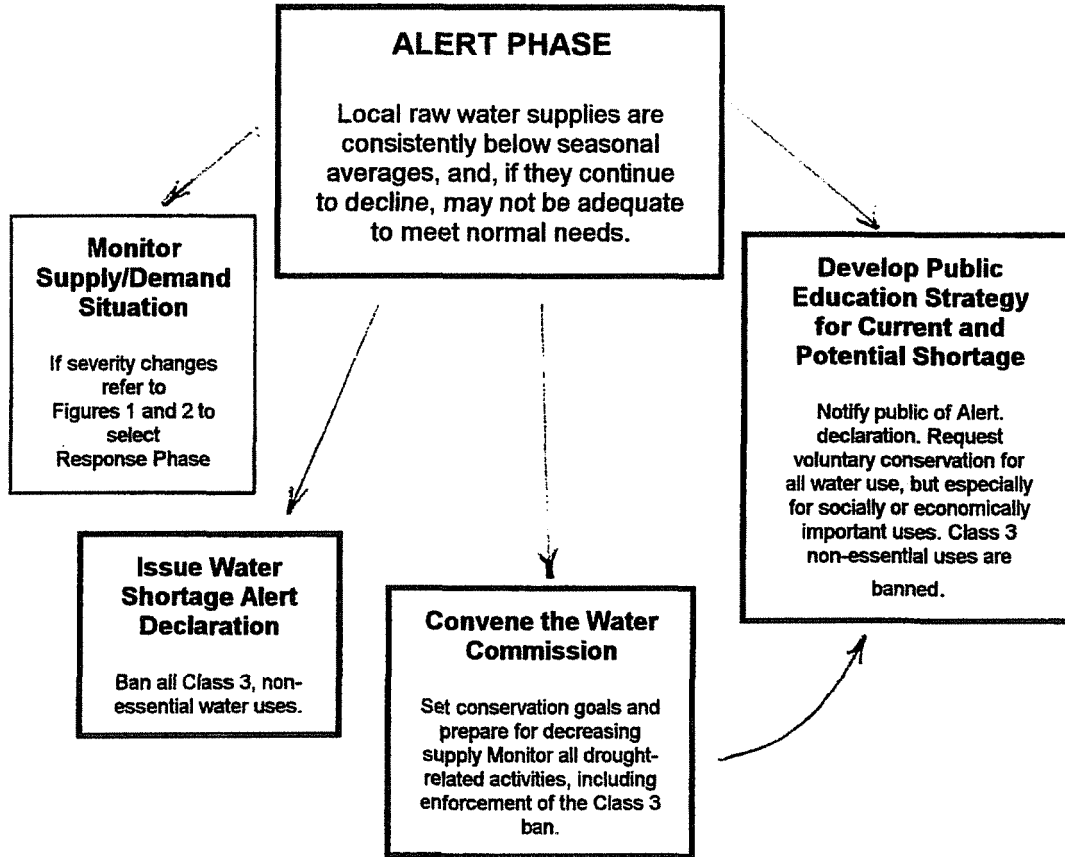 ALERT PHASE
Local raw water supplies are
consistently below seasonal
averages, and, if they continue
to decline, may not be adequate
to meet normal needs.
Monitor
Supply/Demand
Situation
If severity changes
refer to
Figures 1 and 2 to
select
Response Phase
Issue Water
Shortage Alert
Declaration
Ban all Class 3, non-
essential water uses.
Convene the Water
Commission
Set conservation goals and
prepare for decreasing
supply Monitor all drought-
related activities, including
enforcement of the Class 3
ban.
Develop Public
Education Strategy
for Current and
Potential Shortage
Notify public of Alert.
declaration. Request
voluntary conservation for
all water use, but especially
for socially or economically
important uses. Class 3
non-essential uses are
banned.